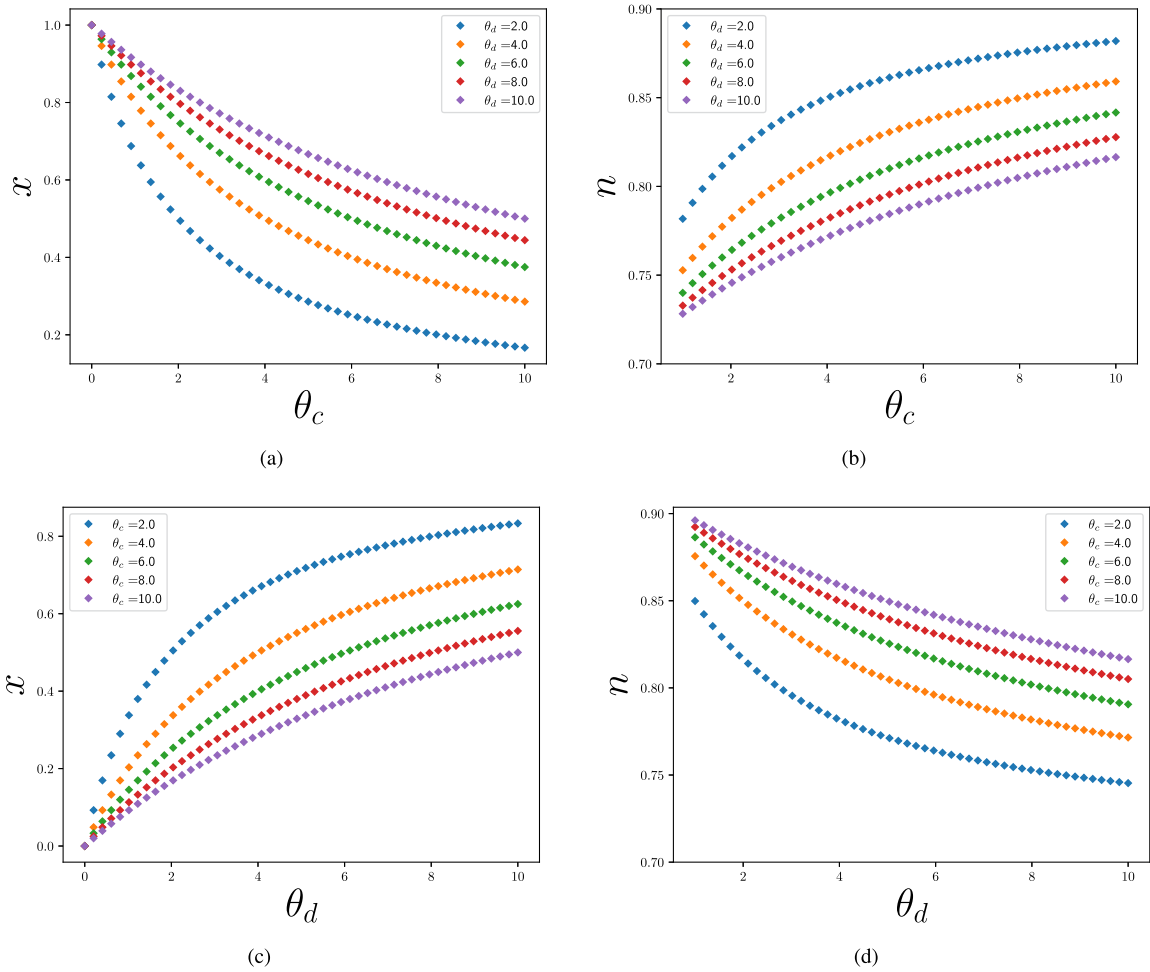 1.0
0.8
0.6
0.4
0.2
x
0 2 4 6 8 10
θ_c
θ_d =2.0
θ_d =4.0
θ_d =6.0
θ_d =8.0
θ_d =10.0
(a)
0.90
0.85
0.80
0.75
0.70
n
2 4 6 8 10
θ_c
θ_d =2.0
θ_d =4.0
θ_d =6.0
θ_d =8.0
θ_d =10.0
(b)
0.8
0.6
0.4
0.2
0.0
x
0 2 4 6 8 10
θ_d
θ_c =2.0
θ_c =4.0
θ_c =6.0
θ_c =8.0
θ_c =10.0
(c)
0.90
0.85
0.80
0.75
0.70
n
2 4 6 8 10
θ_d
θ_c =2.0
θ_c =4.0
θ_c =6.0
θ_c =8.0
θ_c =10.0
(d)